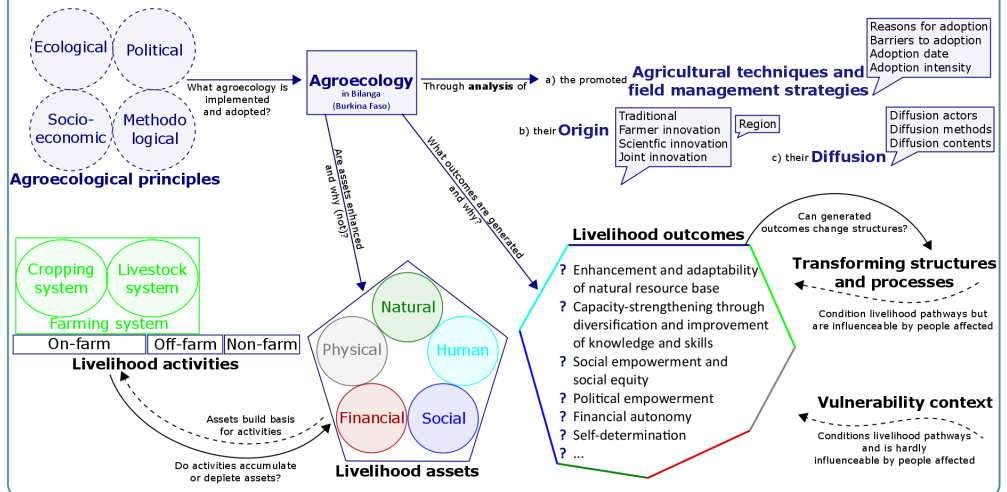 Ecological
Political
Socio-
economic
Methodo
logical
Agroecological principles
What agroecology is
implemented
and adopted?
Agroecology
in Bilanga
(Burkina Faso)
Through analysis of
a) the promoted Agricultural techniques and
field management strategies
Reasons for adoption
Barriers to adoption
Adoption date
Adoption intensity
b) their Origin
Traditional
Farmer innovation
Scientfic innovation
Joint innovation
Region
c) their Diffusion
Diffusion actors
Diffusion methods
Diffusion contents
Are assets enhanced
and why (not)?
What outcomes are generated
and why?
Cropping
system
Livestock
system
Farming system
On-farm
Off-farm
Non-farm
Livelihood activities
Assets build basis
for activities
Do activities accumulate
or deplete assets?
Natural
Physical
Human
Financial
Social
Livelihood assets
Livelihood outcomes
? Enhancement and adaptability
of natural resource base
? Capacity-strengthening through
diversification and improvement
of knowledge and skills
? Social empowerment and
social equity
? Political empowerment
? Financial autonomy
? Self-determination
? ...
Can generated
outcomes change structures?
Transforming structures
and processes
Condition livelihood pathways but
are influenceable by people affected
Vulnerability context
Conditions livelihood pathways
and is hardly
influenceable by people affected